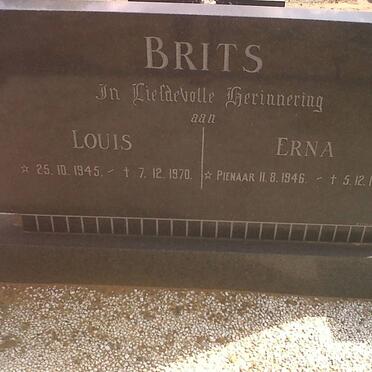 BRITS
In Liefdevolle Herinnering
aan
LOUIS ERNA
☆ 25.10.1945. - † 7.12.1970. ☆ PIENAAR 11.8.1946. - † 5.12.1